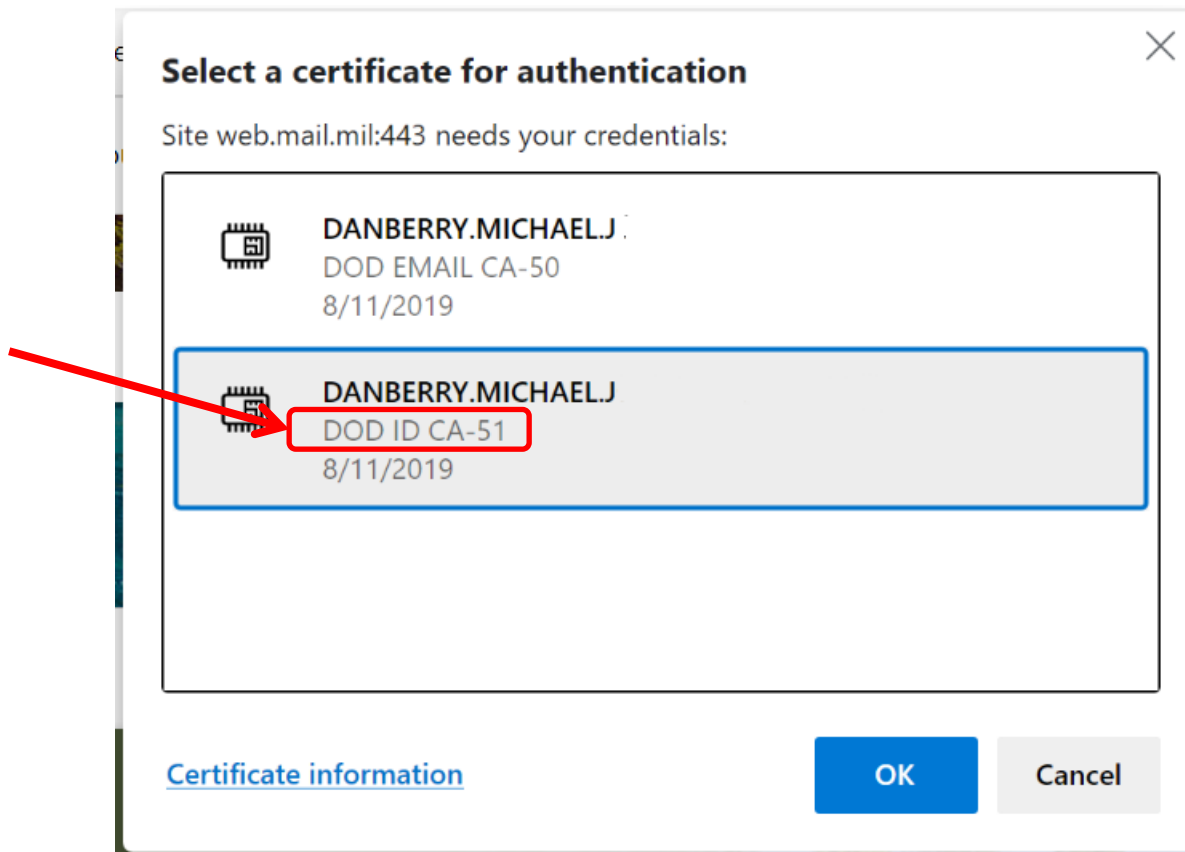 Select a certificate for authentication
Site web.mail.mil:443 needs your credentials:
DANBERRY.MICHAEL.J
DOD EMAIL CA-50
8/11/2019
DANBERRY.MICHAEL.J
DOD ID CA-51
8/11/2019
Certificate information
OK
Cancel